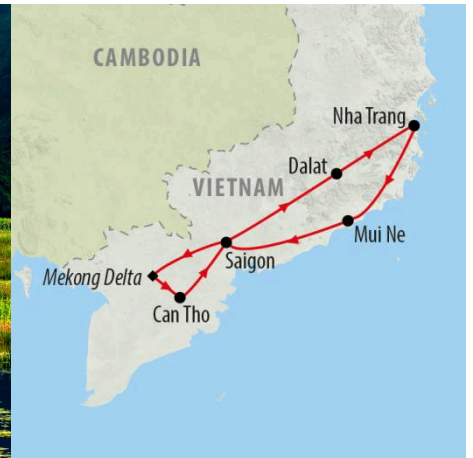 CAMBODIA
Nha Trang
Dalat
VIETNAM
Mui Ne
Saigon
Mekong Delta
Can Tho